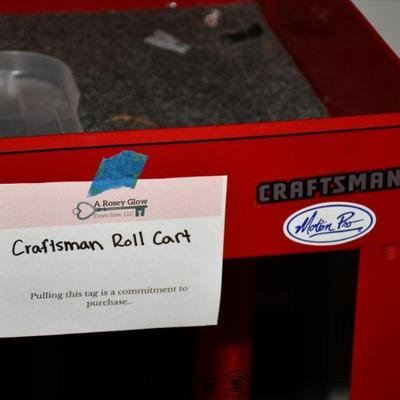 A Rosey Glow
Estate Sales, LLC
Craftsman Roll Cart
Pulling this tag is a commitment to
purchase..
CRAFTSMAN
Motion Pro